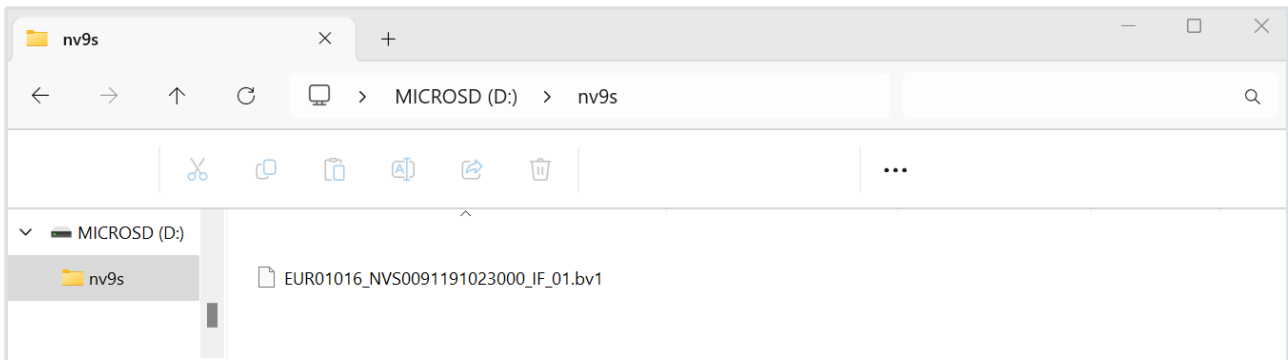 nv9s
MICROSD (D:) > nv9s
MICROSD (D:)
nv9s
EUR01016_NVS0091191023000_IF_01.bv1